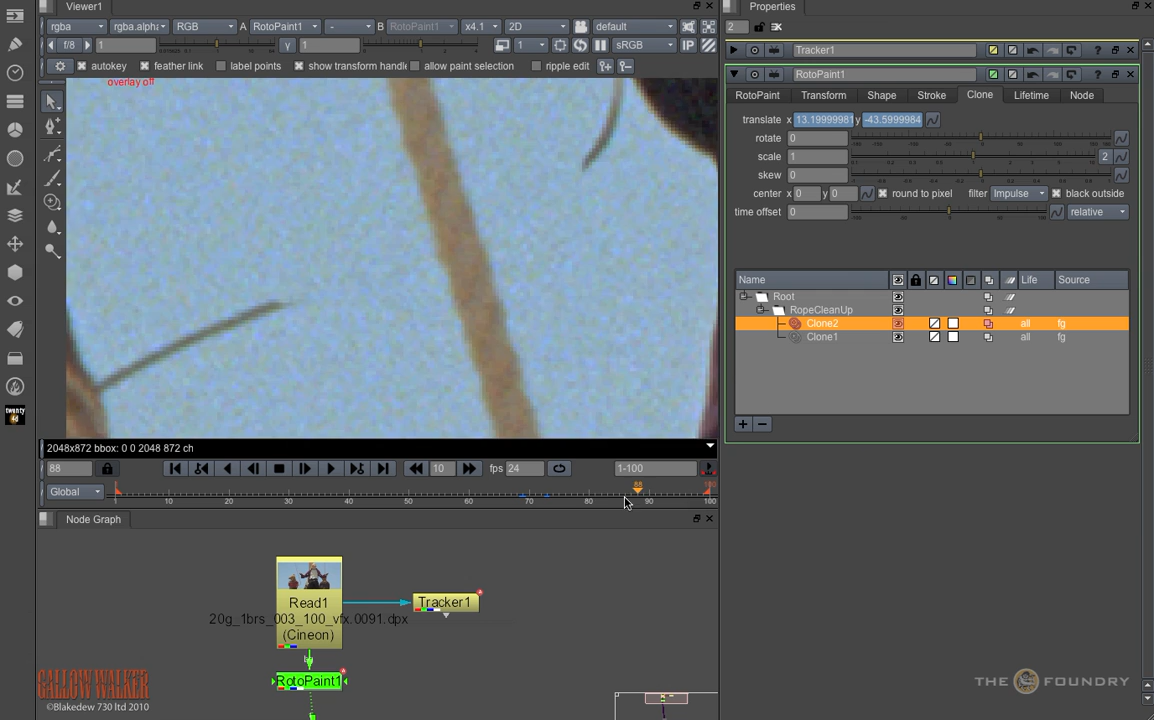 Viewer1
rgba rgba.alpha RGB A RotoPaint1 - B RotoPaint1 x4.1 2D default
f/8 1 γ 1 1 sRGB IP
autokey feather link label points show transform handl allow paint selection ripple edit
overlay off
2048x872 bbox: 0 0 2048 872 ch
88 10 fps 24 1-100
Global 1 10 20 30 40 50 60 70 80 88 90 100
Node Graph
Read1
20g_1brs_003_100_vfx.0091.dpx
(Cineon)
Tracker1
RotoPaint1
GALLOW WALKER
©Blakedew 730 ltd 2010
twenty
Properties
2
Tracker1
RotoPaint1
RotoPaint Transform Shape Stroke Clone Lifetime Node
translate x 13.19999981 y -43.5999984
rotate 0
scale 1 2
skew 0
center x 0 y 0 round to pixel filter Impulse black outside
time offset 0 relative
Name Life Source
Root
RopeCleanUp
Clone2 all fg
Clone1 all fg
THE FOUNDRY